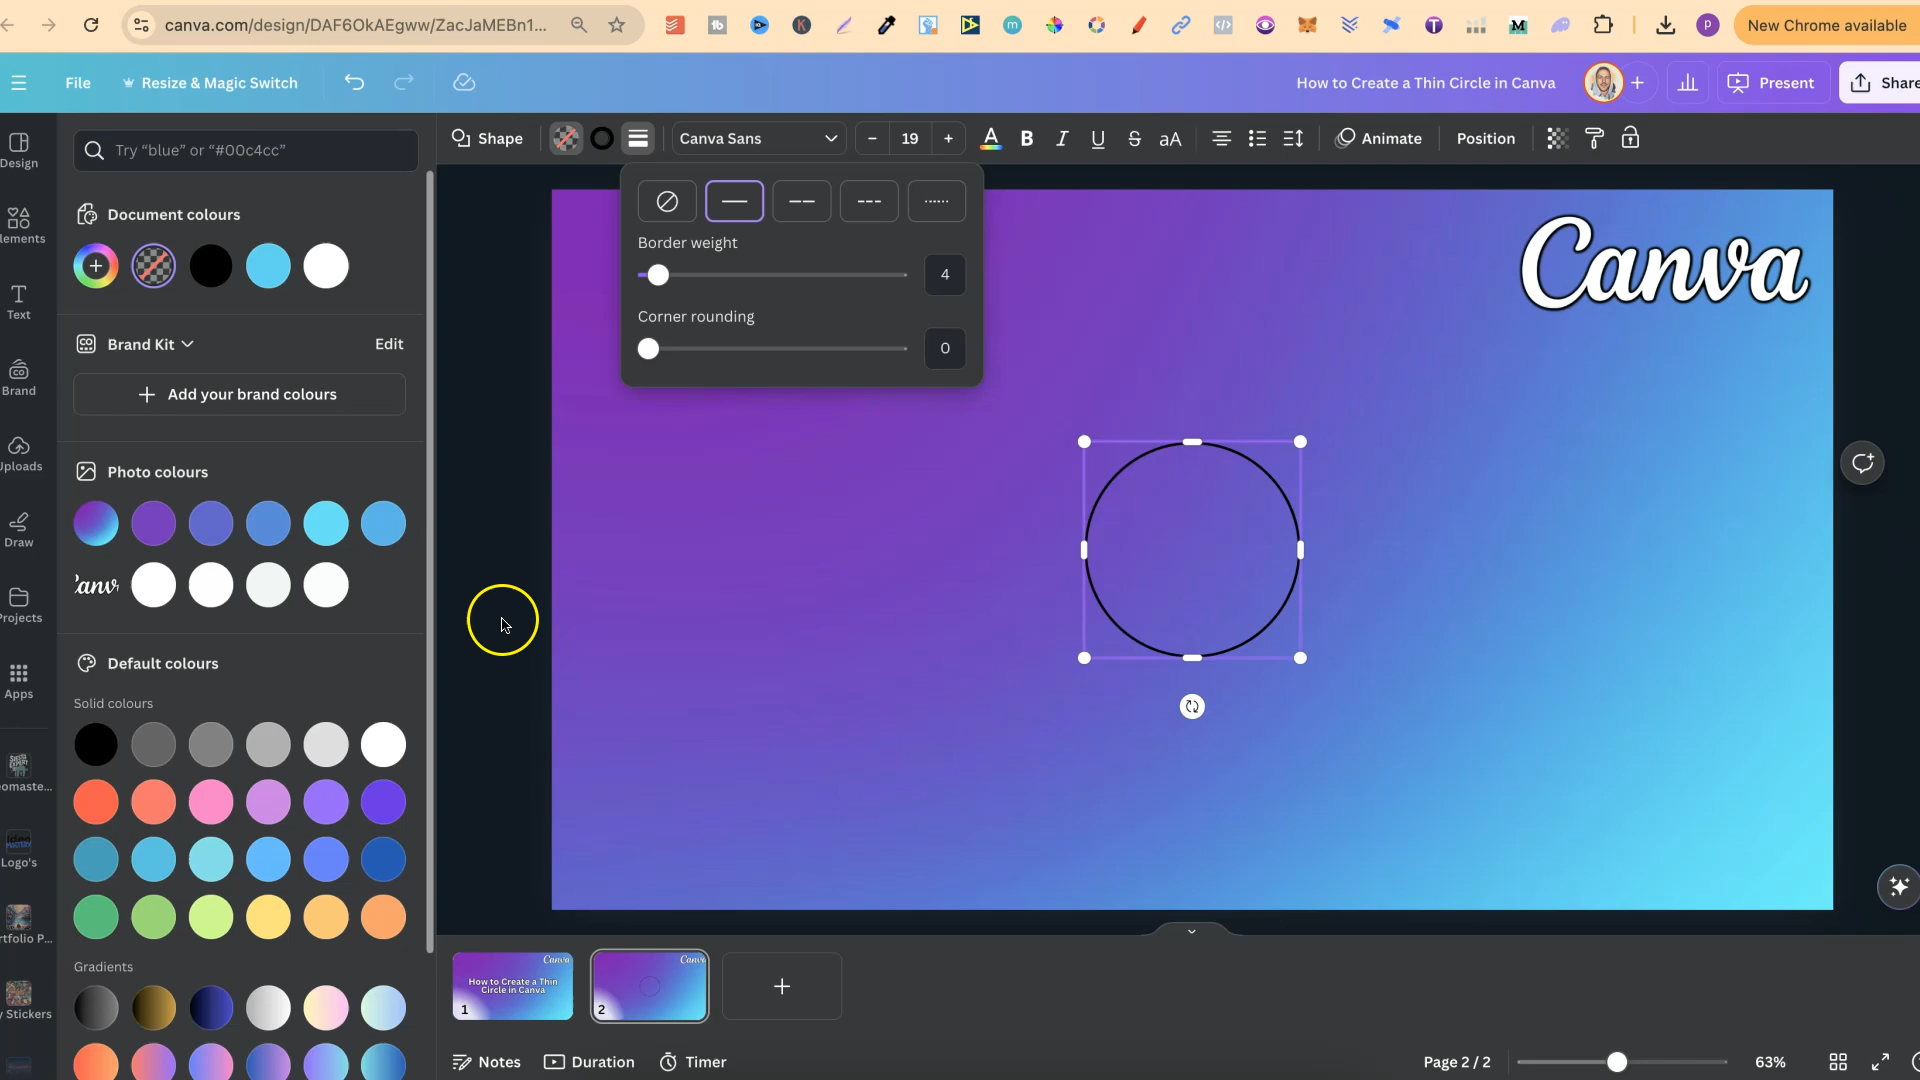 canva.com/design/DAF6OkAEgww/ZacJaMEBn1...
New Chrome available
File
Resize & Magic Switch
How to Create a Thin Circle in Canva
Present
Share
Design
Try “blue” or “#00c4cc”
Shape
Canva Sans
19
Animate
Position
Border weight
4
Corner rounding
0
Canva
Document colours
lements
Text
Brand Kit
Edit
Brand
Add your brand colours
Uploads
Photo colours
Draw
Projects
Default colours
Apps
Solid colours
eomaste...
Logo's
rtfolio P...
Gradients
y Stickers
Canva
How to Create a Thin
Circle in Canva
1
2
Notes
Duration
Timer
Page 2 / 2
63%